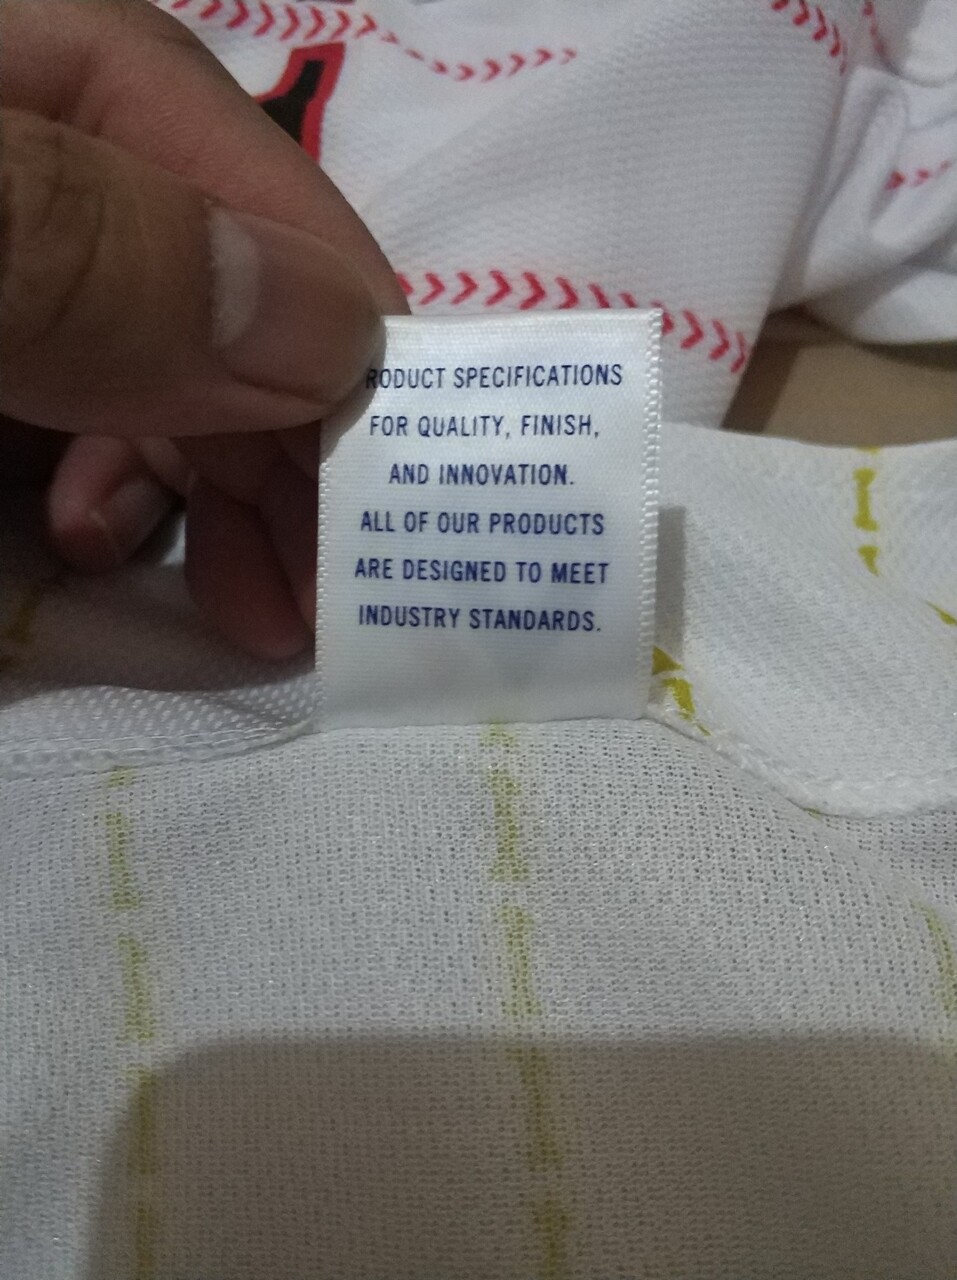 RODUCT SPECIFICATIONS
FOR QUALITY, FINISH,
AND INNOVATION.
ALL OF OUR PRODUCTS
ARE DESIGNED TO MEET
INDUSTRY STANDARDS.